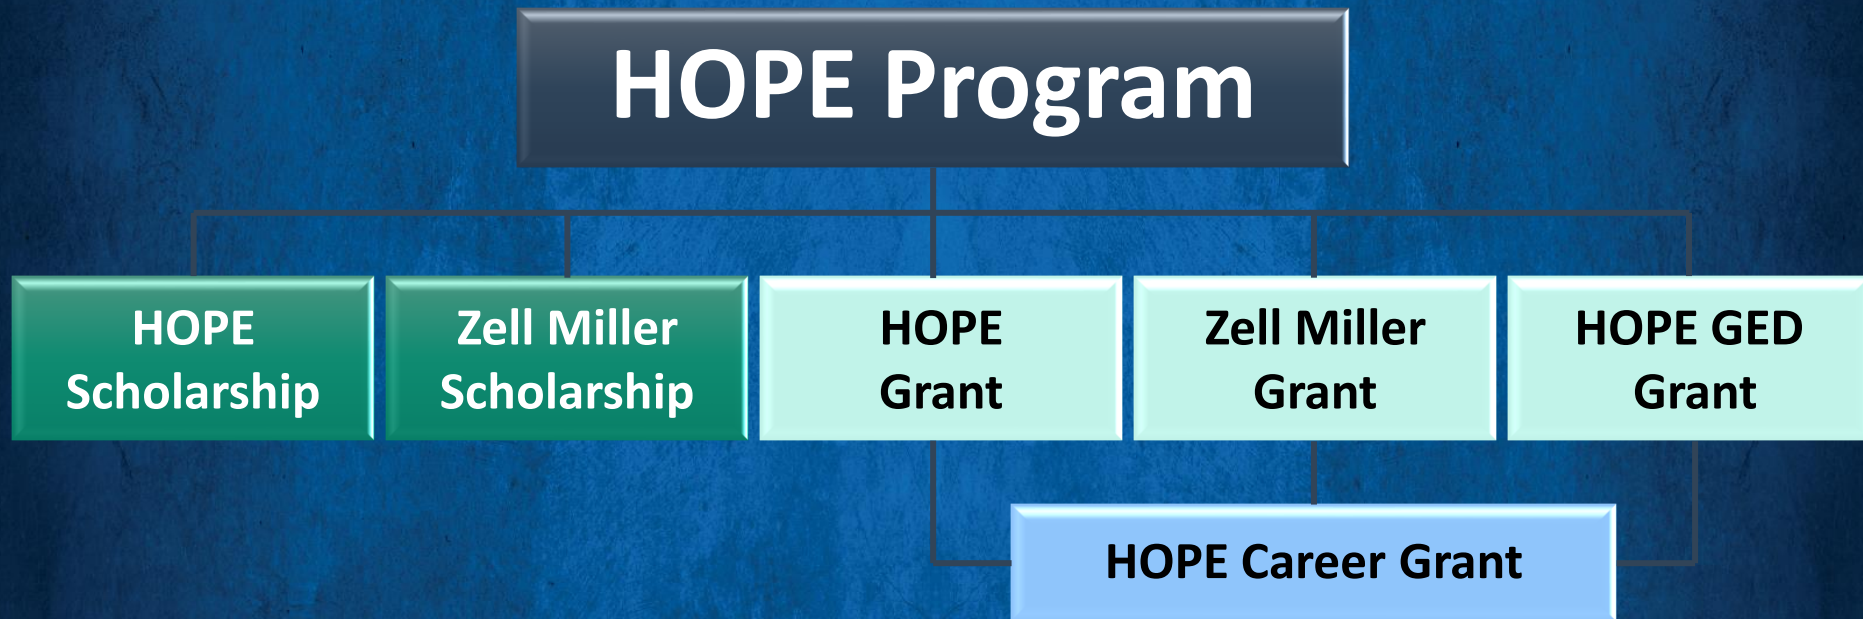 HOPE Program
HOPE
Scholarship
Zell Miller
Scholarship
HOPE
Grant
Zell Miller
Grant
HOPE GED
Grant
HOPE Career Grant